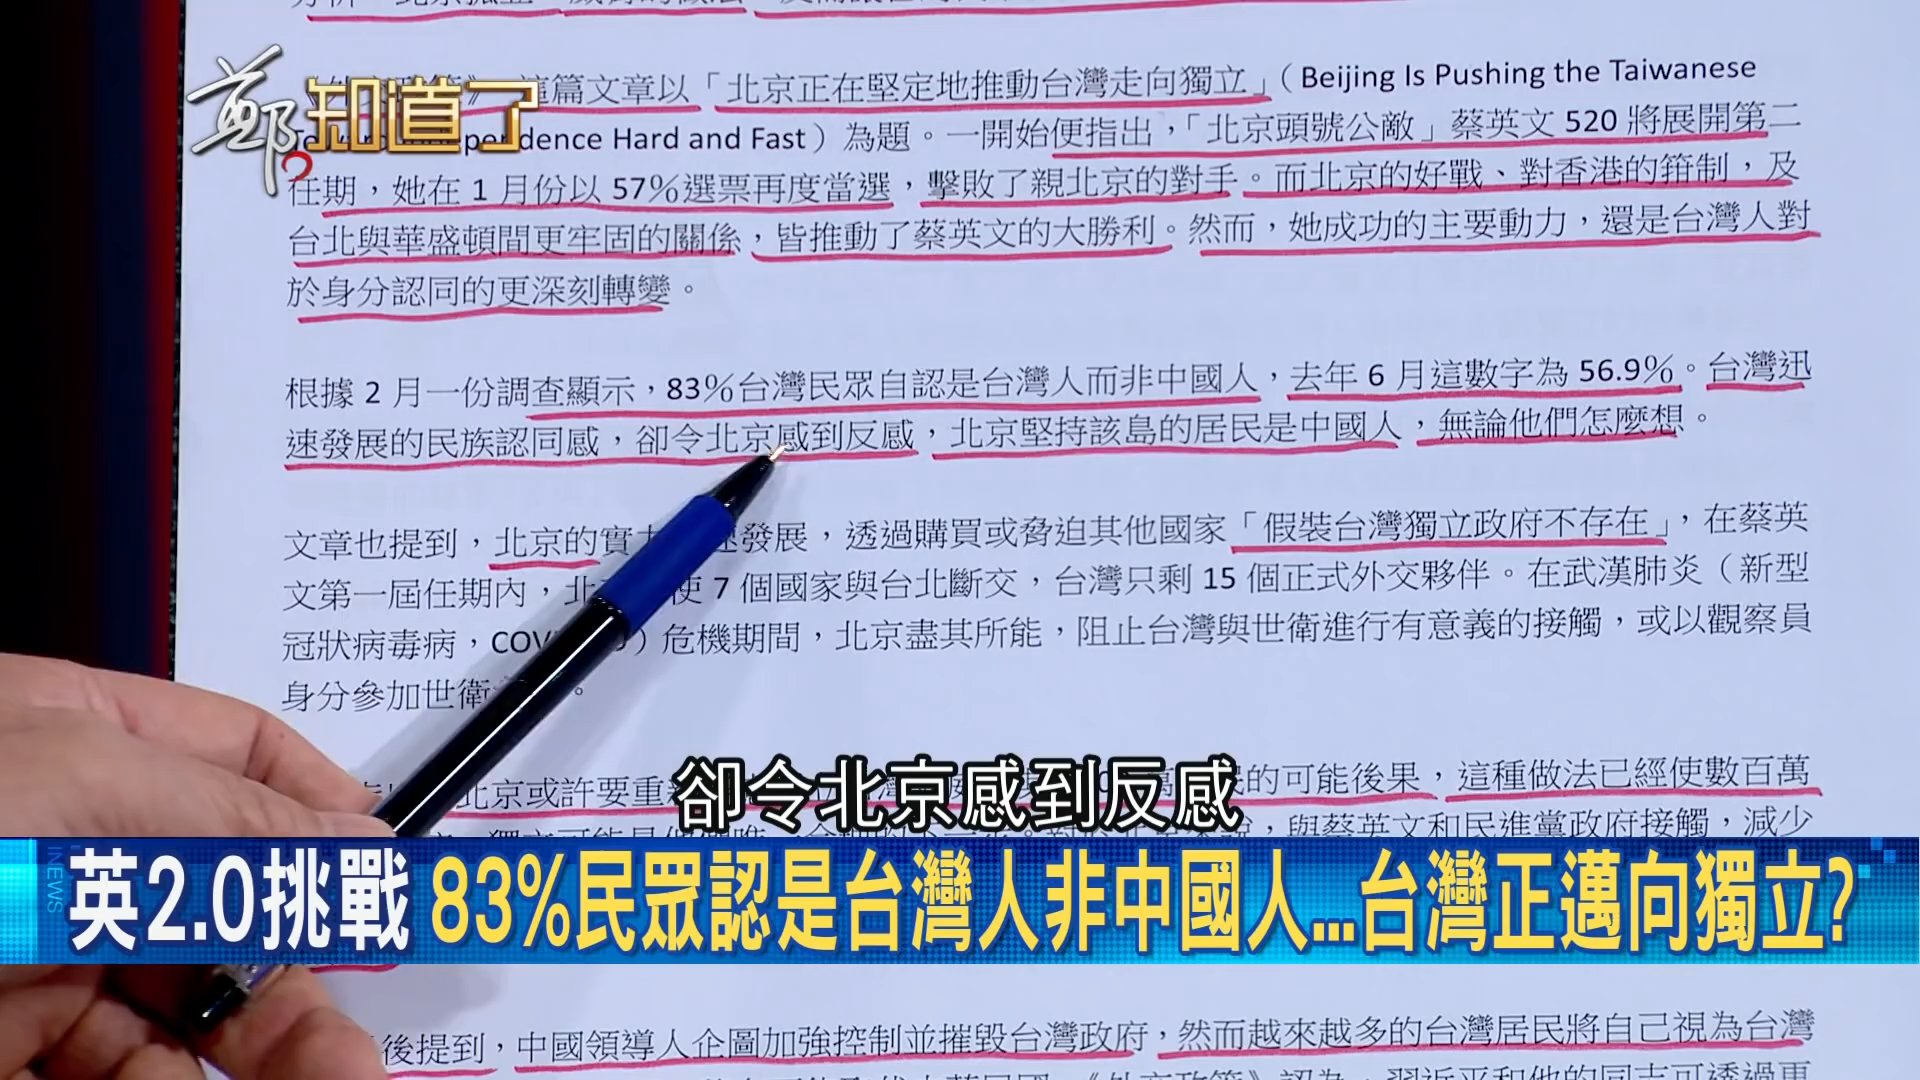 鄭知道了
這篇文章以「北京正在堅定地推動台灣走向獨立」（Beijing Is Pushing the Taiwanese
dence Hard and Fast）為題。一開始便指出，「北京頭號公敵」蔡英文 520 將展開第二
任期，她在 1 月份以 57%選票再度當選，擊敗了親北京的對手。而北京的好戰、對香港的箝制，及
台北與華盛頓間更牢固的關係，皆推動了蔡英文的大勝利。然而，她成功的主要動力，還是台灣人對
於身分認同的更深刻轉變。
根據 2 月一份調查顯示，83%台灣民眾自認是台灣人而非中國人，去年 6 月這數字為 56.9%。台灣迅
速發展的民族認同感，卻令北京感到反感，北京堅持該島的居民是中國人，無論他們怎麼想。
文章也提到，北京的實 速發展，透過購買或脅迫其他國家「假裝台灣獨立政府不存在」，在蔡英
文第一屆任期內，北 使 7 個國家與台北斷交，台灣只剩 15 個正式外交夥伴。在武漢肺炎（新型
冠狀病毒病，COV ）危機期間，北京盡其所能，阻止台灣與世衛進行有意義的接觸，或以觀察員
身分參加世衛 。
北京或許要重 的可能後果，這種做法已經使數百萬
卻令北京感到反感
，與蔡英文和民進黨政府接觸，減少
INEWS
英2.0挑戰 83%民眾認是台灣人非中國人...台灣正邁向獨立?
後提到，中國領導人企圖加強控制並摧毀台灣政府，然而越來越多的台灣居民將自己視為台灣